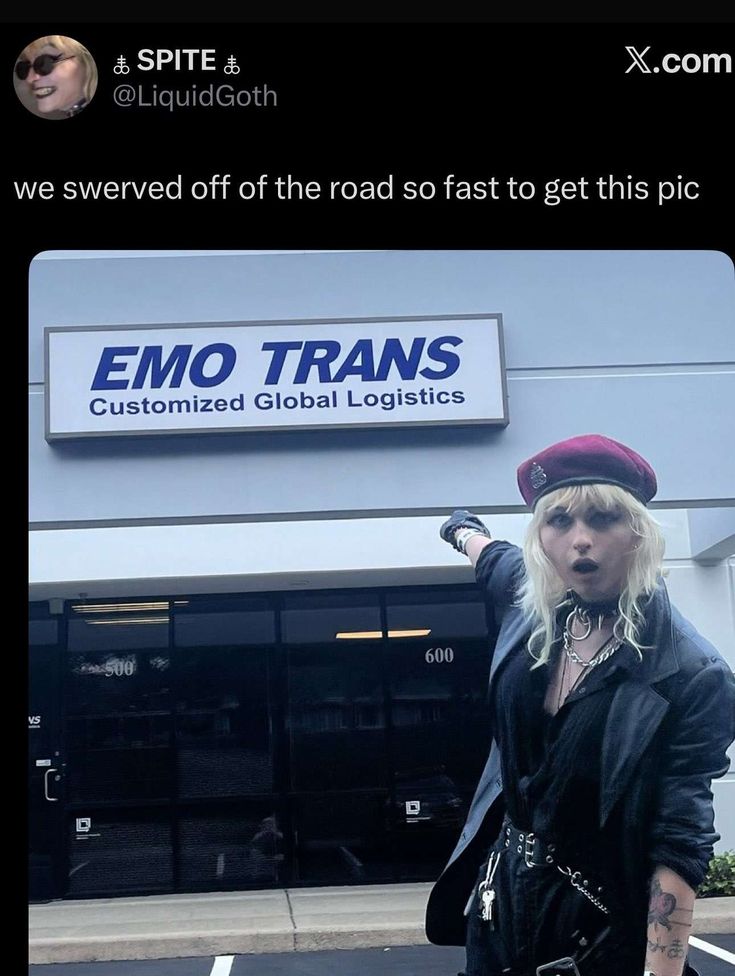 ⸎ SPITE ⸎
@LiquidGoth
X.com
we swerved off of the road so fast to get this pic
EMO TRANS
Customized Global Logistics
500
600
NS